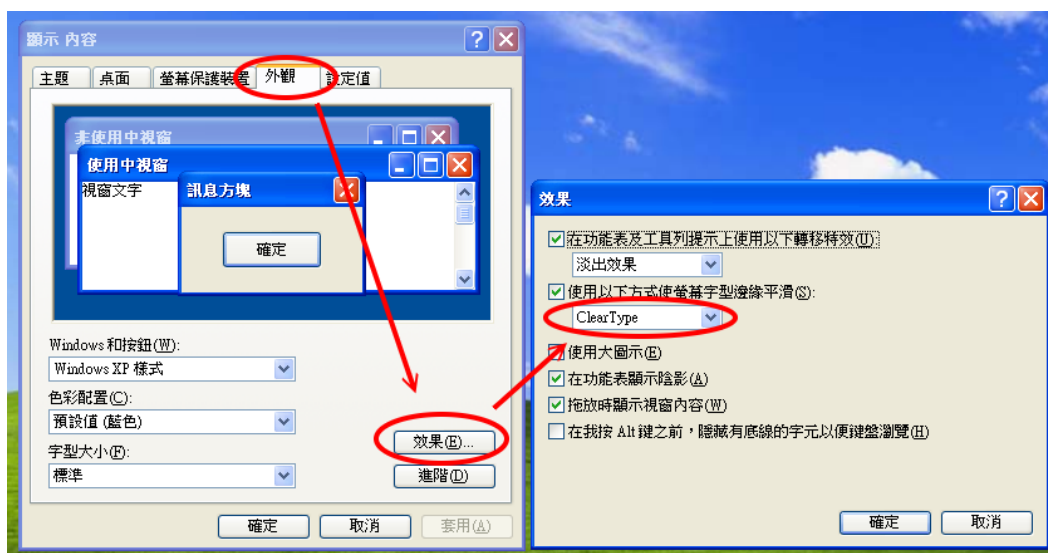 顯示 內容
主題 桌面 螢幕保護裝置 外觀 設定值
非使用中視窗
使用中視窗
視窗文字
訊息方塊
確定
Windows 和按鈕(W):
Windows XP 樣式
色彩配置(C):
預設值 (藍色)
字型大小(F):
標準
效果(E)...
進階(D)
確定 取消 套用(A)
效果
在功能表及工具列提示上使用以下轉移特效(U):
淡出效果
使用以下方式使螢幕字型邊緣平滑(S):
ClearType
使用大圖示(E)
在功能表顯示陰影(A)
拖放時顯示視窗內容(W)
在我按 Alt 鍵之前，隱藏有底線的字元以便鍵盤瀏覽(H)
確定 取消